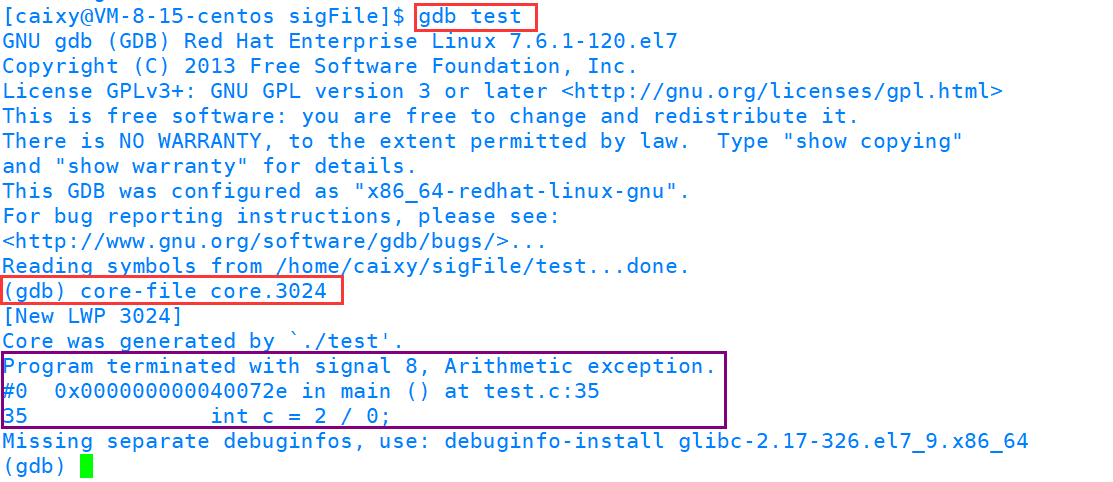 [caixy@VM-8-15-centos sigFile]$ gdb test
GNU gdb (GDB) Red Hat Enterprise Linux 7.6.1-120.el7
Copyright (C) 2013 Free Software Foundation, Inc.
License GPLv3+: GNU GPL version 3 or later <http://gnu.org/licenses/gpl.html>
This is free software: you are free to change and redistribute it.
There is NO WARRANTY, to the extent permitted by law.  Type "show copying"
and "show warranty" for details.
This GDB was configured as "x86_64-redhat-linux-gnu".
For bug reporting instructions, please see:
<http://www.gnu.org/software/gdb/bugs/>...
Reading symbols from /home/caixy/sigFile/test...done.
(gdb) core-file core.3024
[New LWP 3024]
Core was generated by `./test'.
Program terminated with signal 8, Arithmetic exception.
#0  0x000000000040072e in main () at test.c:35
35              int c = 2 / 0;
Missing separate debuginfos, use: debuginfo-install glibc-2.17-326.el7_9.x86_64
(gdb)